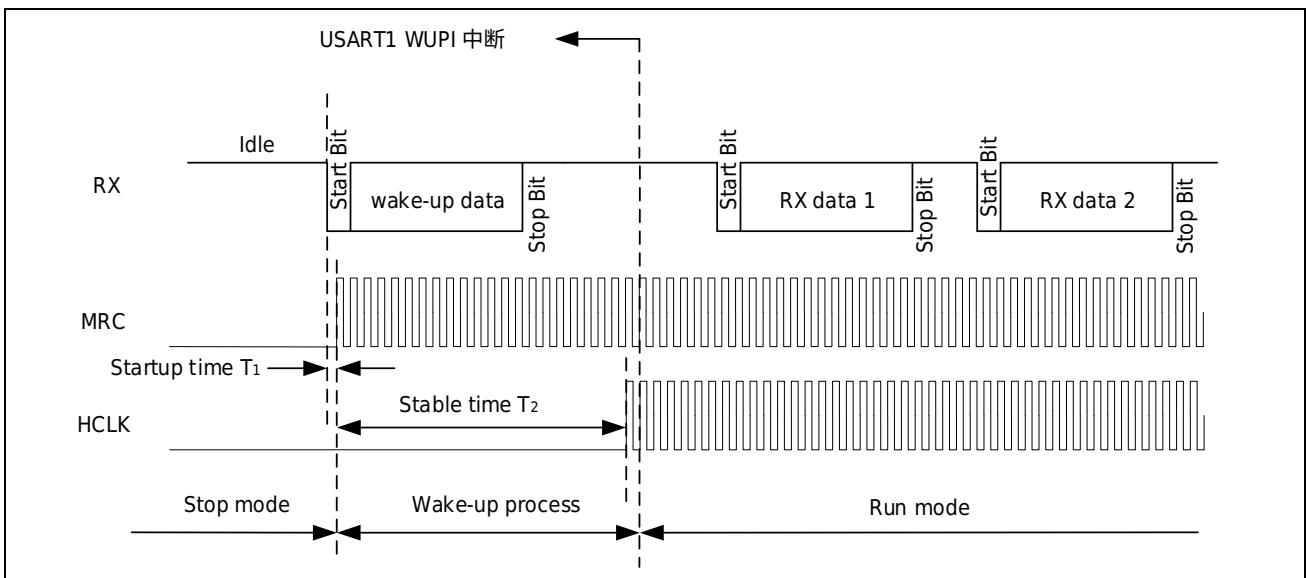 USART1 WUPI 中断
Idle
RX
Start Bit
wake-up data
Stop Bit
Start Bit
RX data 1
Stop Bit
Start Bit
RX data 2
Stop Bit
MRC
Startup time T1
Stable time T2
HCLK
Stop mode
Wake-up process
Run mode